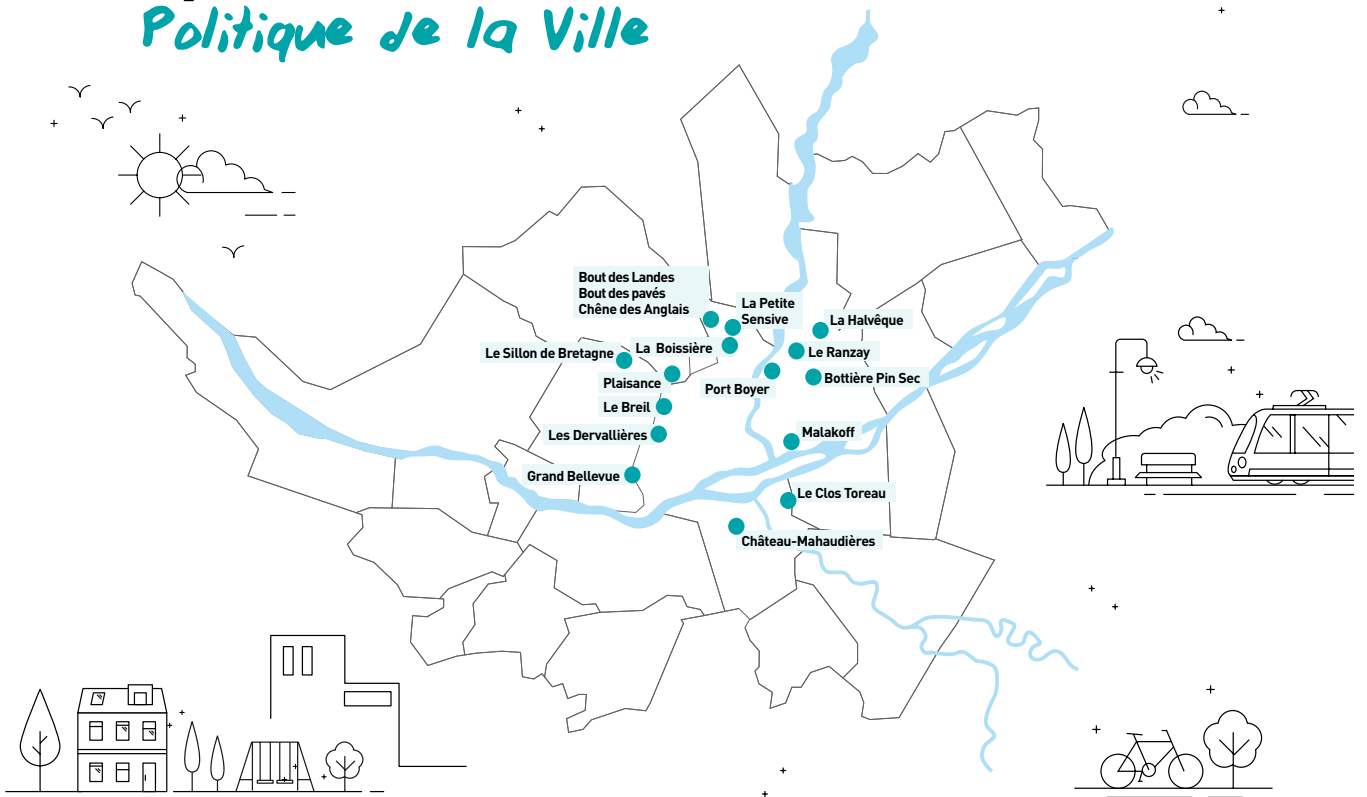 Politique de la Ville
Bout des Landes
Bout des pavés
Chêne des Anglais
La Petite
Sensive
La Halvêque
Le Sillon de Bretagne
La Boissière
Le Ranzay
Plaisance
Port Boyer
Bottière Pin Sec
Le Breil
Les Dervallières
Malakoff
Grand Bellevue
Le Clos Toreau
Château-Mahaudières